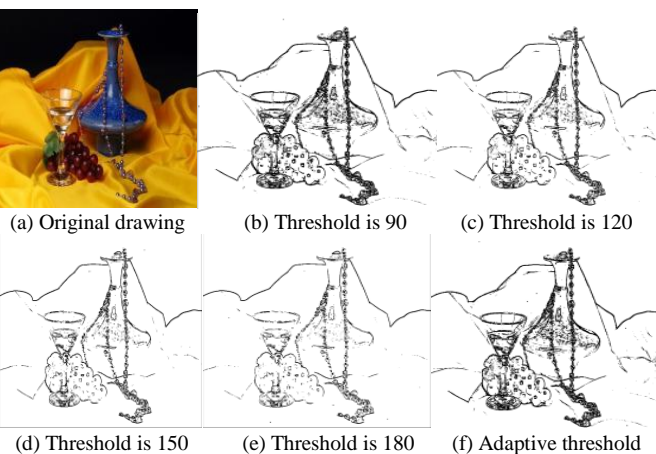 (a) Original drawing
(b) Threshold is 90
(c) Threshold is 120
(d) Threshold is 150
(e) Threshold is 180
(f) Adaptive threshold